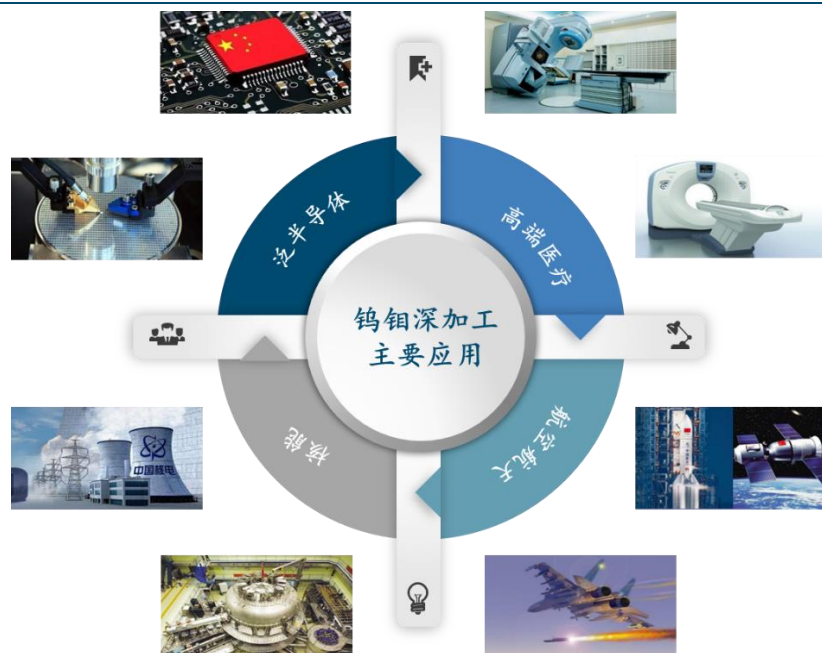 泛半导体
高端医疗
钨钼深加工
主要应用
核能
航空航天
中国核电